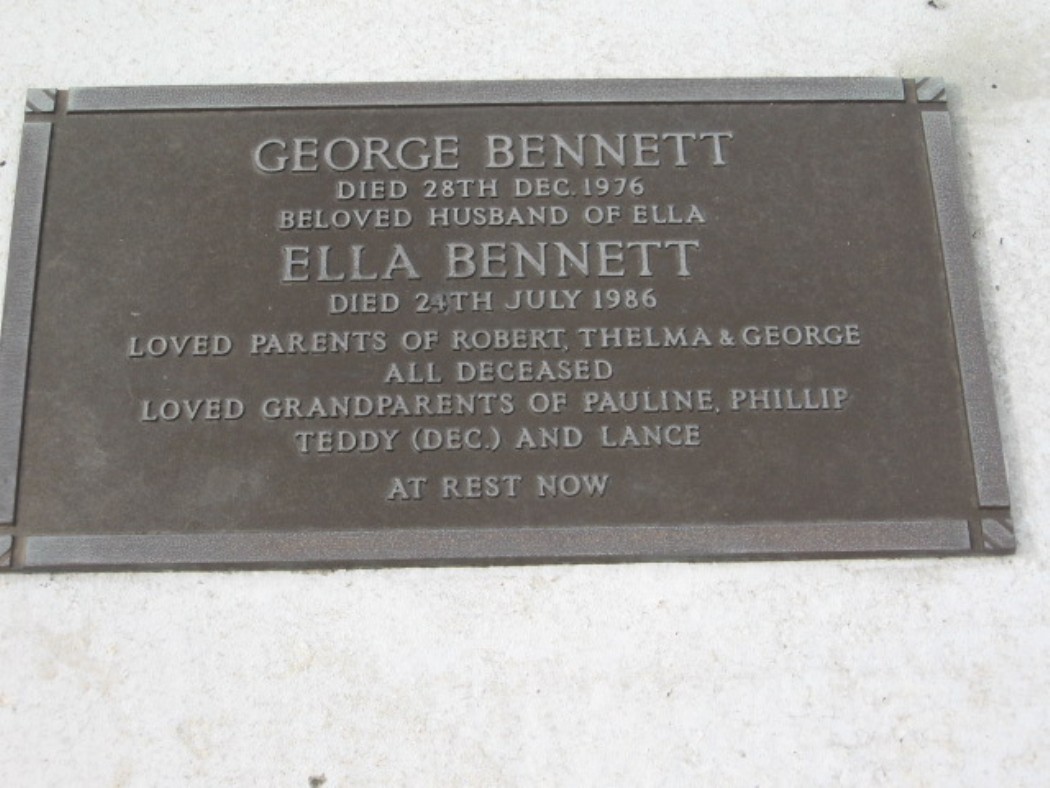 GEORGE BENNETT
DIED 28TH DEC. 1976
BELOVED HUSBAND OF ELLA
ELLA BENNETT
DIED 24TH JULY 1986
LOVED PARENTS OF ROBERT, THELMA & GEORGE
ALL DECEASED
LOVED GRANDPARENTS OF PAULINE, PHILLIP
TEDDY (DEC.) AND LANCE
AT REST NOW